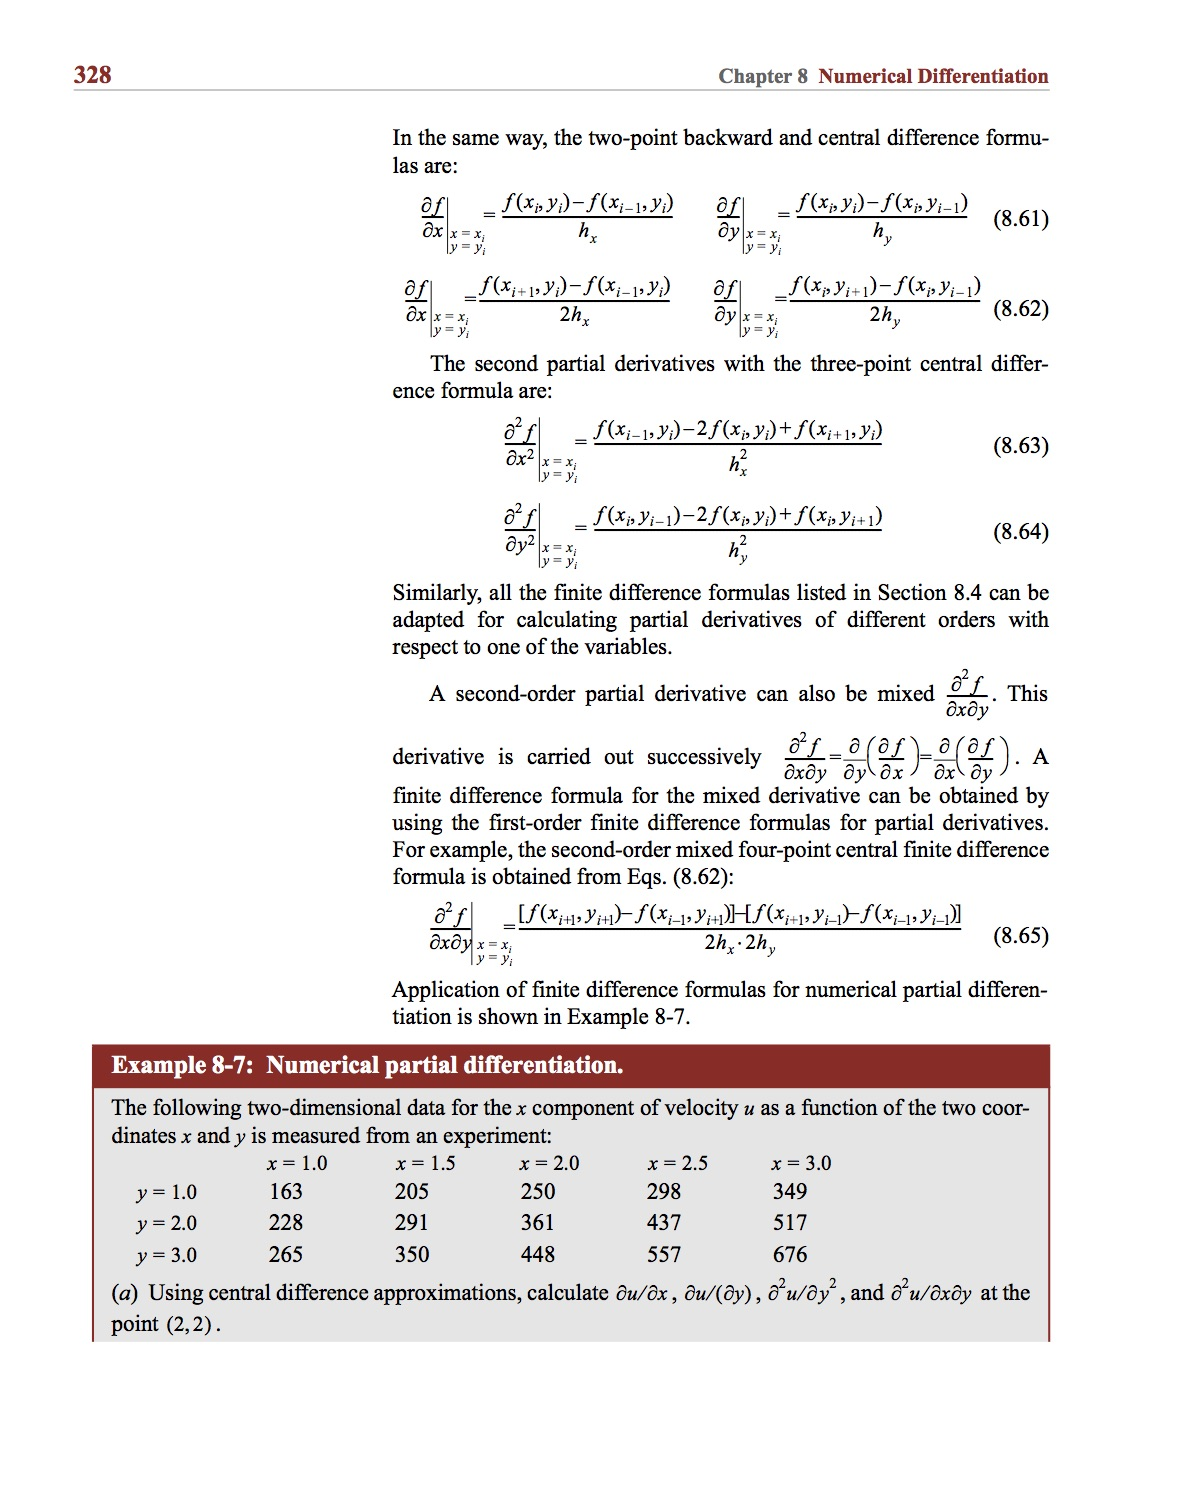 328
Chapter 8 Numerical Differentiation
In the same way, the two-point backward and central difference formu-
las are:
∂f/∂x|x = xᵢ, y = yᵢ = (f(xᵢ, yᵢ) − f(xᵢ₋₁, yᵢ))/hₓ   ∂f/∂y|x = xᵢ, y = yᵢ = (f(xᵢ, yᵢ) − f(xᵢ, yᵢ₋₁))/h_y   (8.61)
∂f/∂x|x = xᵢ, y = yᵢ = (f(xᵢ₊₁, yᵢ) − f(xᵢ₋₁, yᵢ))/2hₓ   ∂f/∂y|x = xᵢ, y = yᵢ = (f(xᵢ, yᵢ₊₁) − f(xᵢ, yᵢ₋₁))/2h_y   (8.62)
The second partial derivatives with the three-point central differ-
ence formula are:
∂²f/∂x²|x = xᵢ, y = yᵢ = (f(xᵢ₋₁, yᵢ) − 2f(xᵢ, yᵢ) + f(xᵢ₊₁, yᵢ))/hₓ²   (8.63)
∂²f/∂y²|x = xᵢ, y = yᵢ = (f(xᵢ, yᵢ₋₁) − 2f(xᵢ, yᵢ) + f(xᵢ, yᵢ₊₁))/h_y²   (8.64)
Similarly, all the finite difference formulas listed in Section 8.4 can be
adapted for calculating partial derivatives of different orders with
respect to one of the variables.
A second-order partial derivative can also be mixed ∂²f/∂x∂y. This
derivative is carried out successively ∂²f/∂x∂y = ∂/∂y(∂f/∂x) = ∂/∂x(∂f/∂y). A
finite difference formula for the mixed derivative can be obtained by
using the first-order finite difference formulas for partial derivatives.
For example, the second-order mixed four-point central finite difference
formula is obtained from Eqs. (8.62):
∂²f/∂x∂y|x = xᵢ, y = yᵢ = ([f(xᵢ₊₁, yᵢ₊₁) − f(xᵢ₋₁, yᵢ₊₁)] − [f(xᵢ₊₁, yᵢ₋₁) − f(xᵢ₋₁, yᵢ₋₁)])/(2hₓ · 2h_y)   (8.65)
Application of finite difference formulas for numerical partial differen-
tiation is shown in Example 8-7.
Example 8-7: Numerical partial differentiation.
The following two-dimensional data for the x component of velocity u as a function of the two coor-
dinates x and y is measured from an experiment:
x = 1.0 x = 1.5 x = 2.0 x = 2.5 x = 3.0
y = 1.0 163 205 250 298 349
y = 2.0 228 291 361 437 517
y = 3.0 265 350 448 557 676
(a) Using central difference approximations, calculate ∂u/∂x, ∂u/(∂y), ∂²u/∂y², and ∂²u/∂x∂y at the
point (2,2).